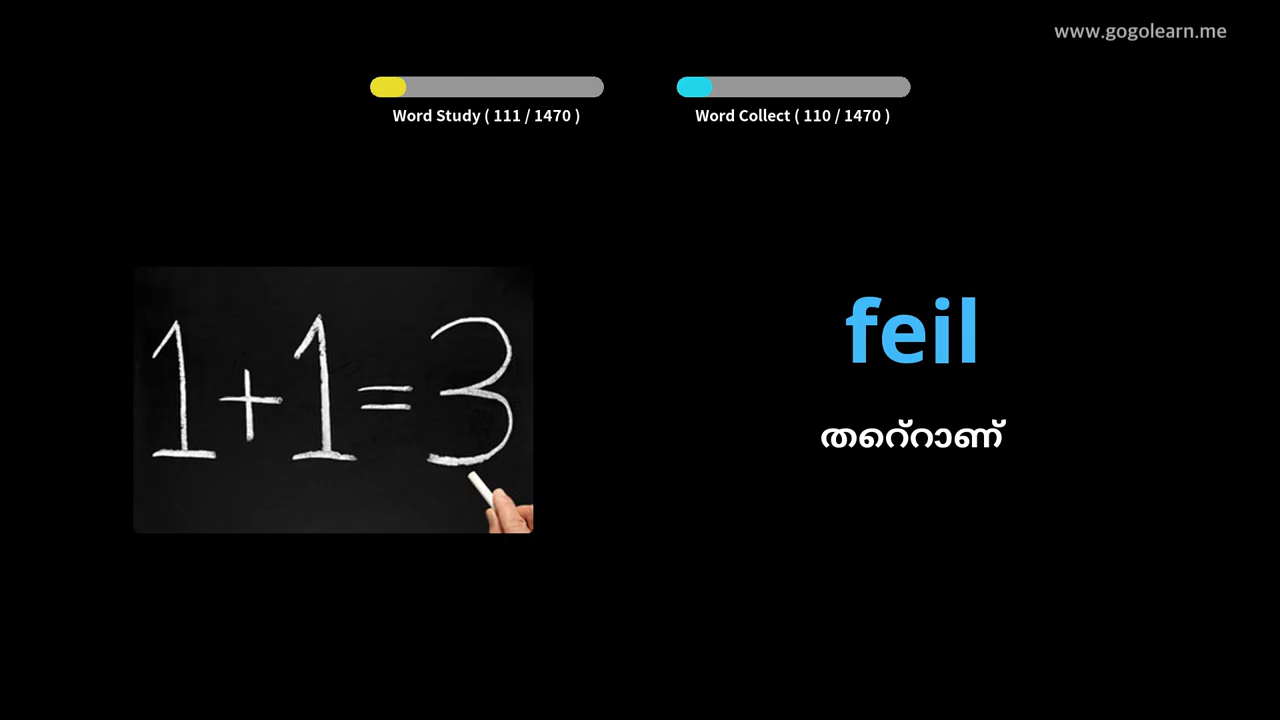 www.gogolearn.me
Word Study ( 111 / 1470 )
Word Collect ( 110 / 1470 )
1+1=3
feil
തെറ്റാണ്